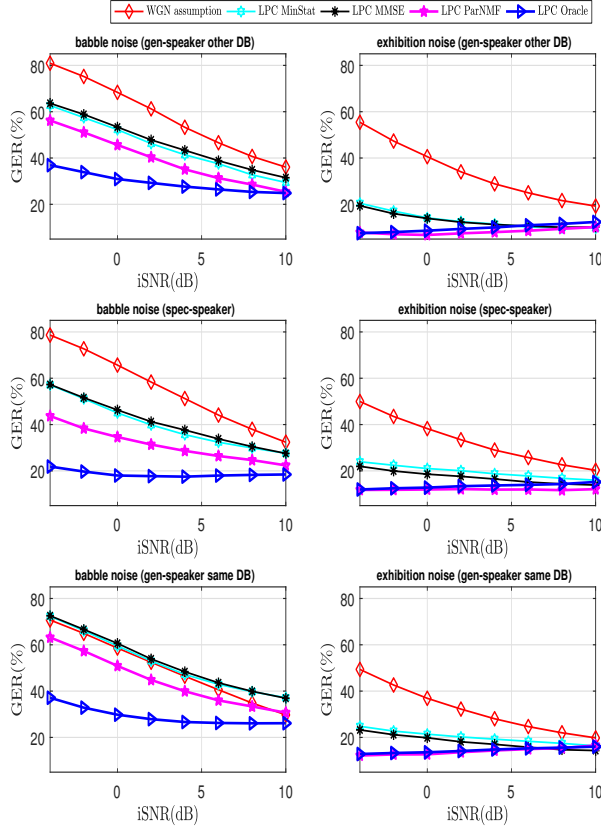 WGN assumption LPC MinStat LPC MMSE LPC ParNMF LPC Oracle
babble noise (gen-speaker other DB)
80
60
40
20
GER(%)
0 5 10
iSNR(dB)
exhibition noise (gen-speaker other DB)
80
60
40
20
GER(%)
0 5 10
iSNR(dB)
babble noise (spec-speaker)
80
60
40
20
GER(%)
0 5 10
iSNR(dB)
exhibition noise (spec-speaker)
80
60
40
20
GER(%)
0 5 10
iSNR(dB)
babble noise (gen-speaker same DB)
80
60
40
20
GER(%)
0 5 10
iSNR(dB)
exhibition noise (gen-speaker same DB)
80
60
40
20
GER(%)
0 5 10
iSNR(dB)